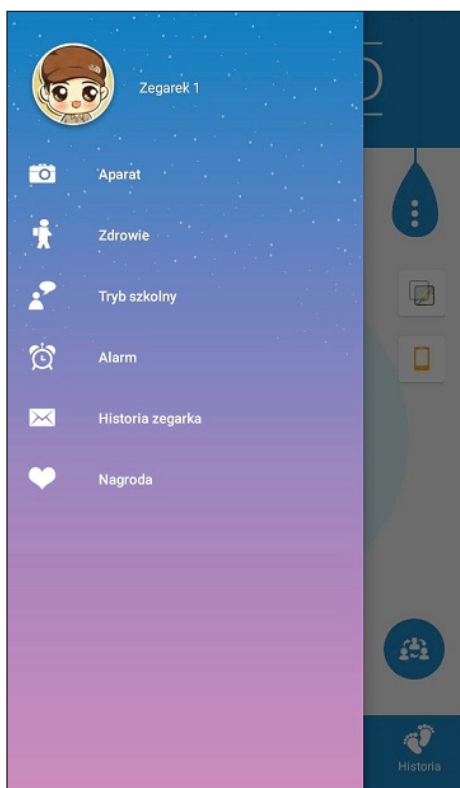 Zegarek 1
Aparat
Zdrowie
Tryb szkolny
Alarm
Historia zegarka
Nagroda
Historia